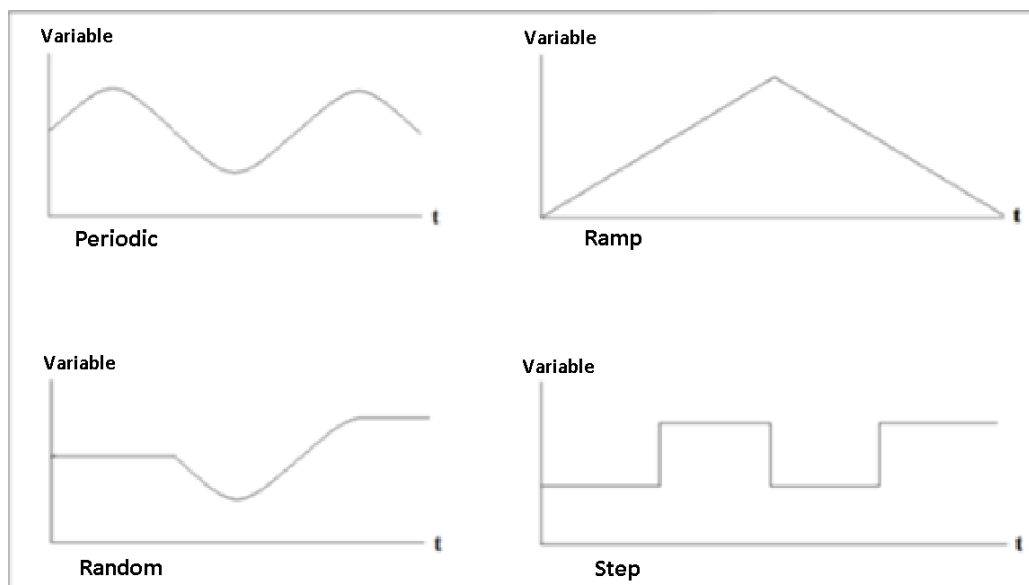 Variable
t
Periodic
Variable
t
Ramp
Variable
t
Random
Variable
t
Step